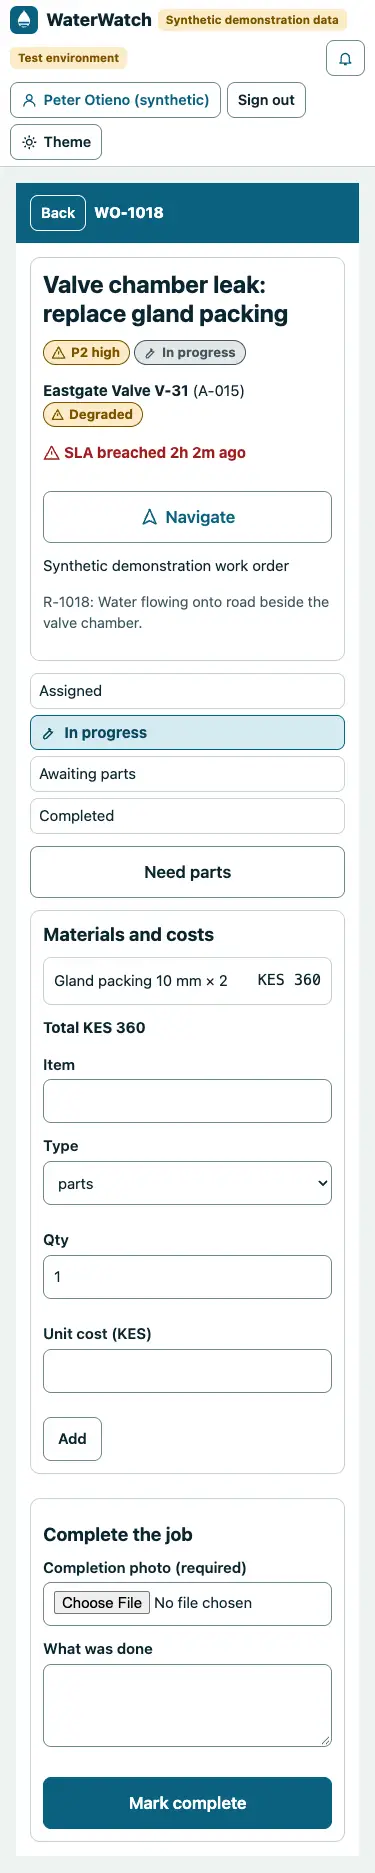 WaterWatch
Synthetic demonstration data
Test environment
Peter Otieno (synthetic)
Sign out
Theme
Back
WO-1018
Valve chamber leak:
replace gland packing
P2 high
In progress
Eastgate Valve V-31 (A-015)
Degraded
SLA breached 2h 2m ago
Navigate
Synthetic demonstration work order
R-1018: Water flowing onto road beside the
valve chamber.
Assigned
In progress
Awaiting parts
Completed
Need parts
Materials and costs
Gland packing 10 mm × 2 KES 360
Total KES 360
Item
Type
parts
Qty
1
Unit cost (KES)
Add
Complete the job
Completion photo (required)
Choose File No file chosen
What was done
Mark complete